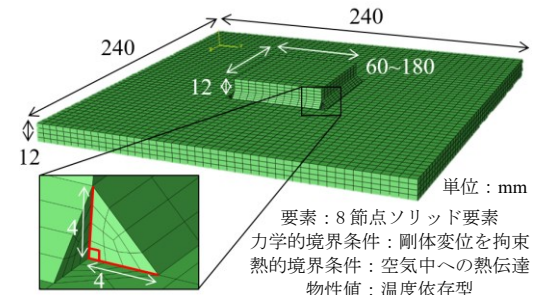 240
240
60~180
12
12
4
4
単位：mm
要素：8 節点ソリッド要素
力学的境界条件：剛体変位を拘束
熱的境界条件：空気中への熱伝達
物性値：温度依存型